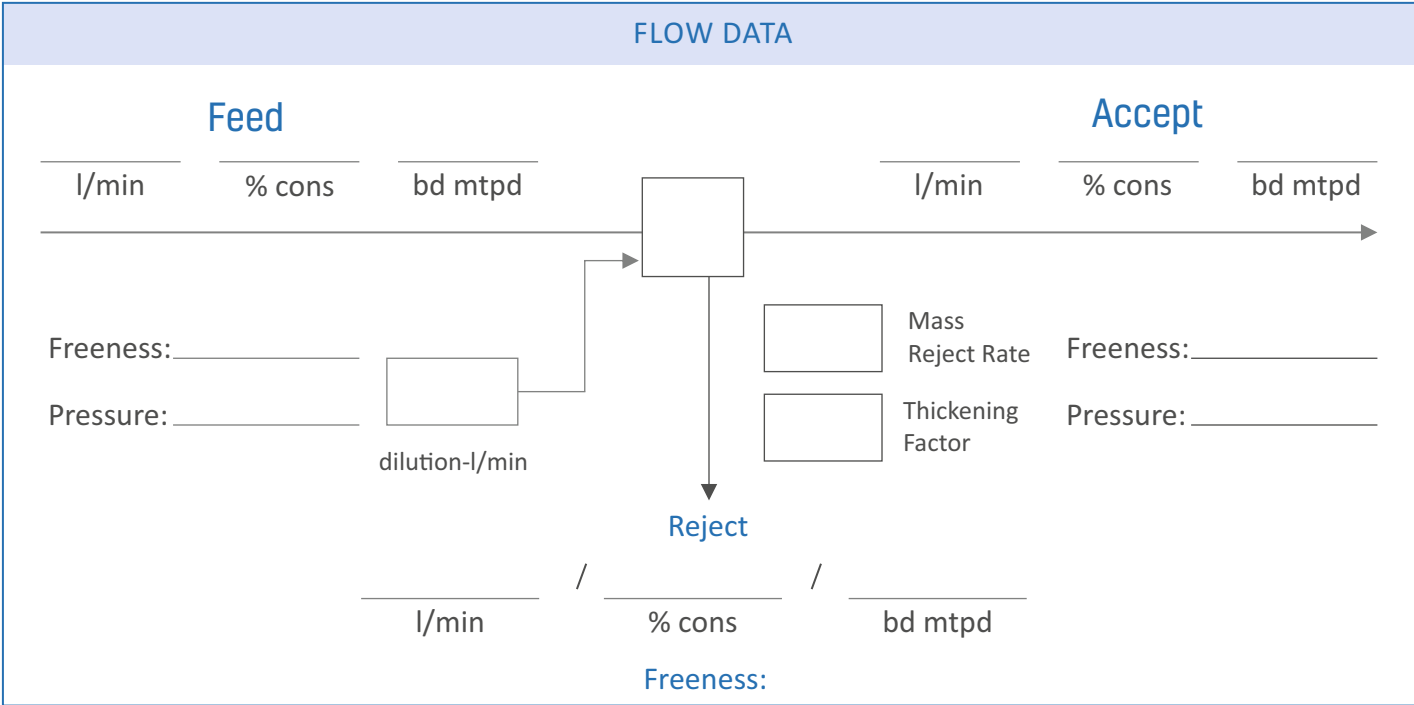 FLOW DATA
Feed
Accept
l/min % cons bd mtpd
l/min % cons bd mtpd
Freeness:
Pressure:
dilution-l/min
Mass
Reject Rate
Thickening
Factor
Freeness:
Pressure:
Reject
/ /
l/min % cons bd mtpd
Freeness: